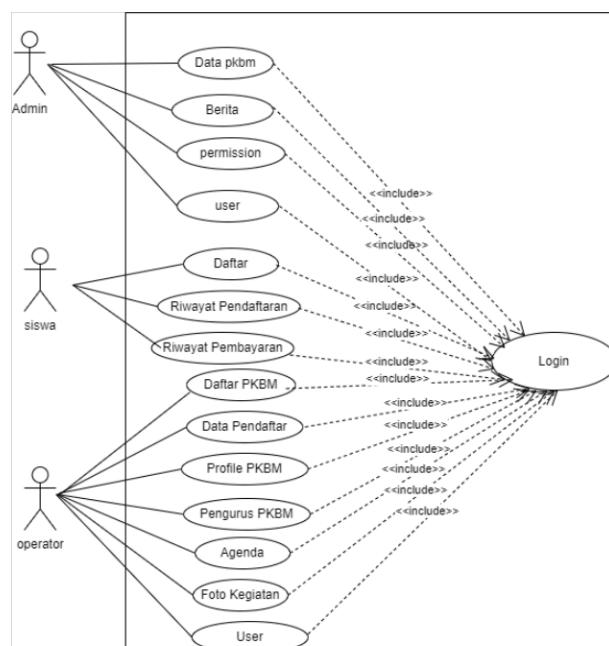 Admin
Data pkbm
Berita
permission
user
<<include>>
<<include>>
<<include>>
<<include>>
siswa
Daftar
Riwayat Pendaftaran
Riwayat Pembayaran
<<include>>
<<include>>
<<include>>
Login
operator
Daftar PKBM
Data Pendaftar
Profile PKBM
Pengurus PKBM
Agenda
Foto Kegiatan
User
<<include>>
<<include>>
<<include>>
<<include>>
<<include>>
<<include>>
<<include>>